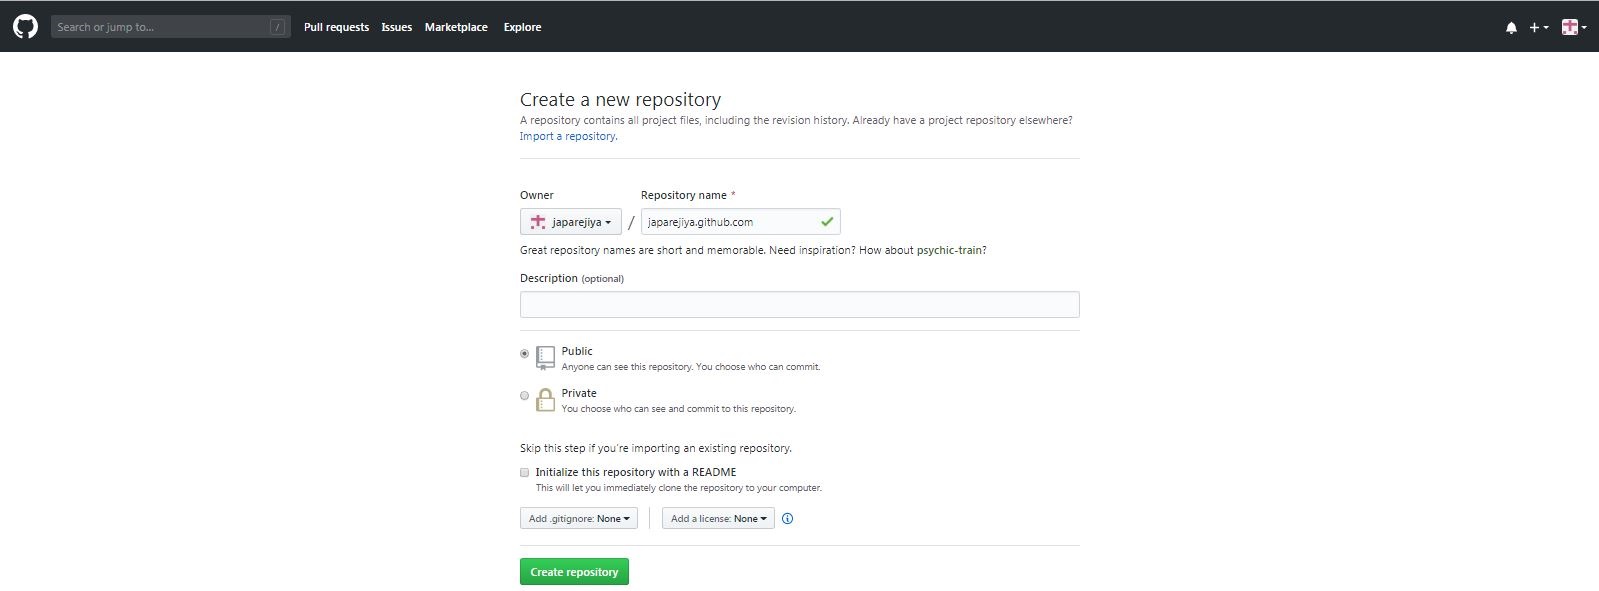 Search or jump to... /
Pull requests Issues Marketplace Explore
Create a new repository
A repository contains all project files, including the revision history. Already have a project repository elsewhere?
Import a repository.
Owner Repository name *
japarejiya / japarejiya.github.com
Great repository names are short and memorable. Need inspiration? How about psychic-train?
Description (optional)
Public
Anyone can see this repository. You choose who can commit.
Private
You choose who can see and commit to this repository.
Skip this step if you're importing an existing repository.
Initialize this repository with a README
This will let you immediately clone the repository to your computer.
Add .gitignore: None Add a license: None
Create repository